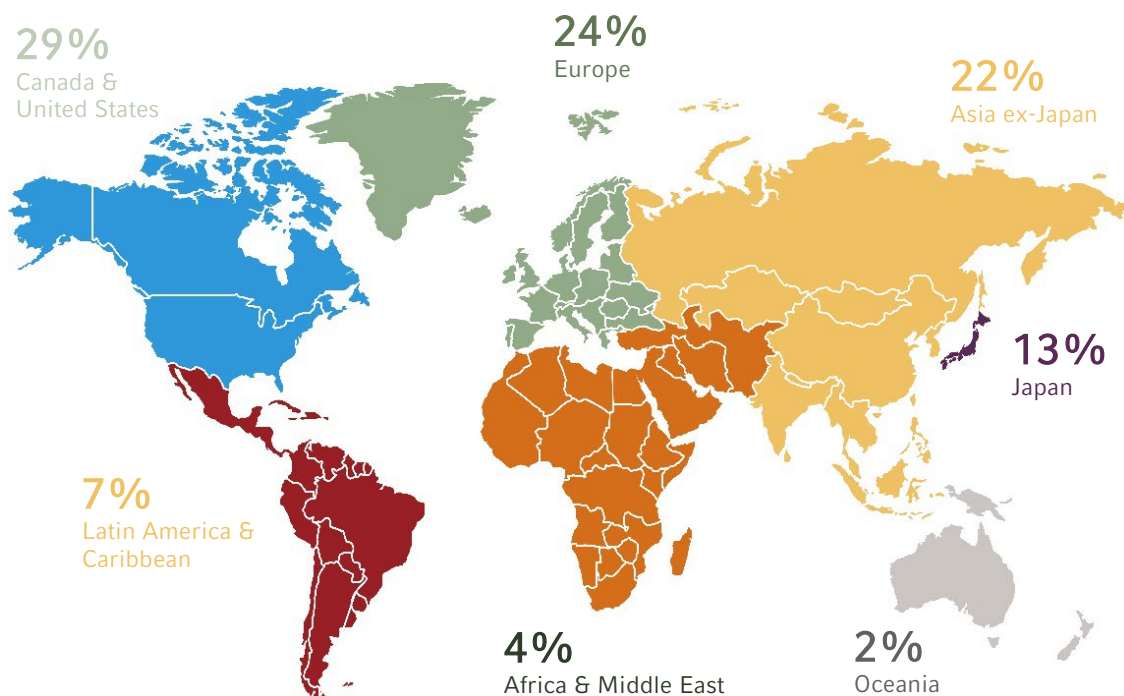 29%
Canada &
United States
24%
Europe
22%
Asia ex-Japan
13%
Japan
7%
Latin America &
Caribbean
4%
Africa & Middle East
2%
Oceania